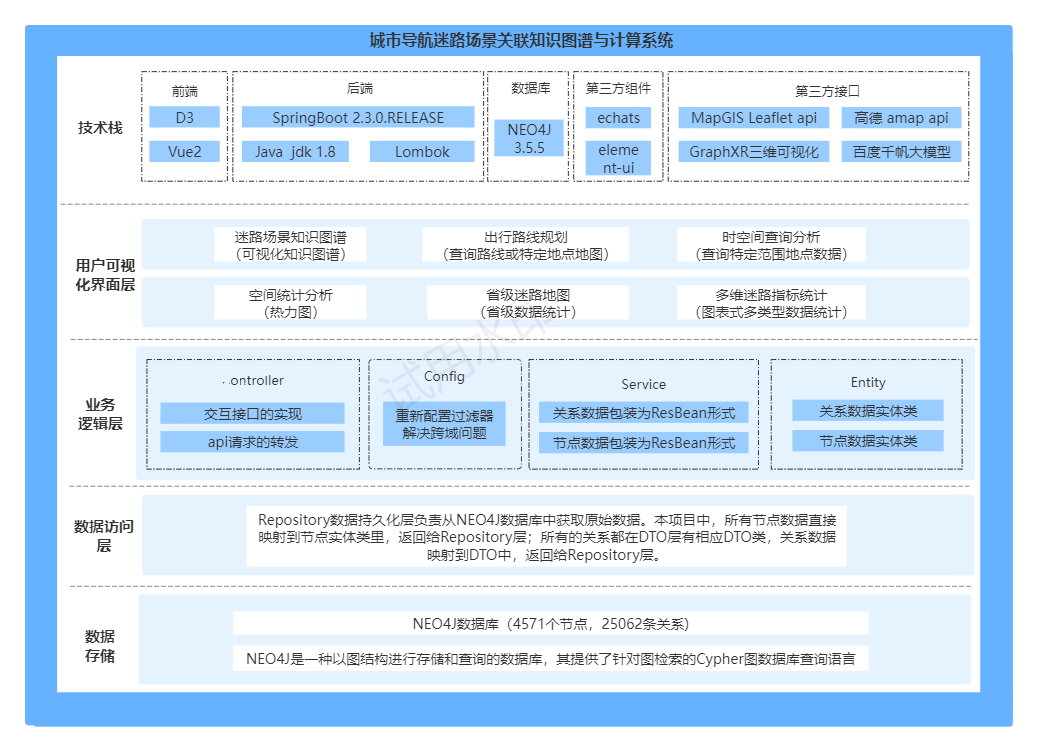 城市导航迷路场景关联知识图谱与计算系统
技术栈
前端
D3
Vue2
后端
SpringBoot 2.3.0.RELEASE
Java jdk 1.8
Lombok
数据库
NEO4J
3.5.5
第三方组件
echats
eleme
nt-ui
第三方接口
MapGIS Leaflet api
高德 amap api
GraphXR三维可视化
百度千帆大模型
用户可视
化界面层
迷路场景知识图谱
（可视化知识图谱）
出行路线规划
（查询路线或特定地点地图）
时空间查询分析
（查询特定范围地点数据）
空间统计分析
（热力图）
省级迷路地图
（省级数据统计）
多维迷路指标统计
（图表式多类型数据统计）
业务
逻辑层
ontroller
交互接口的实现
api请求的转发
Config
重新配置过滤器
解决跨域问题
Service
关系数据包装为ResBean形式
节点数据包装为ResBean形式
Entity
关系数据实体类
节点数据实体类
试用水印
数据访问
层
Repository数据持久化层负责从NEO4J数据库中获取原始数据。本项目中，所有节点数据直接
映射到节点实体类里，返回给Repository层；所有的关系都在DTO层有相应DTO类，关系数据
映射到DTO中，返回给Repository层。
数据
存储
NEO4J数据库（4571个节点，25062条关系）
NEO4J是一种以图结构进行存储和查询的数据库，其提供了针对图检索的Cypher图数据库查询语言